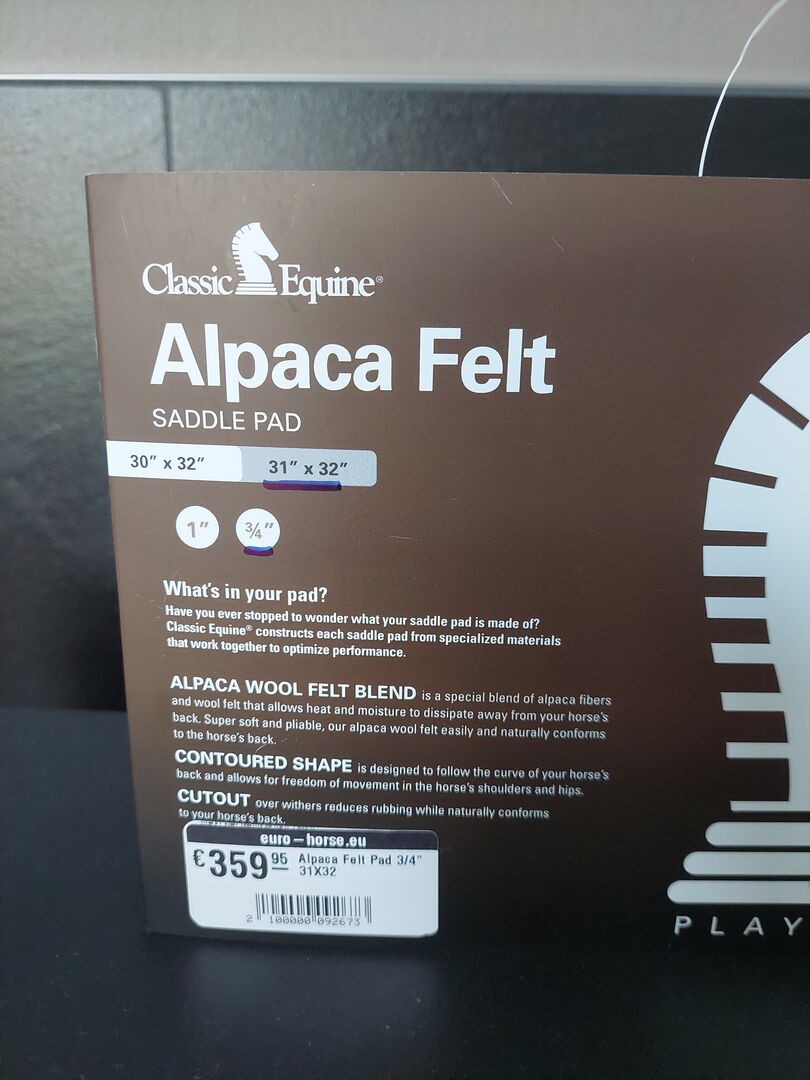 Classic Equine®
Alpaca Felt
SADDLE PAD
30" x 32" 31" x 32"
1" ¾"
What's in your pad?
Have you ever stopped to wonder what your saddle pad is made of?
Classic Equine® constructs each saddle pad from specialized materials
that work together to optimize performance.
ALPACA WOOL FELT BLEND is a special blend of alpaca fibers
and wool felt that allows heat and moisture to dissipate away from your horse's
back. Super soft and pliable, our alpaca wool felt easily and naturally conforms
to the horse's back.
CONTOURED SHAPE is designed to follow the curve of your horse's
back and allows for freedom of movement in the horse's shoulders and hips.
CUTOUT over withers reduces rubbing while naturally conforms
to your horse's back.
euro-horse.eu
€359 95 Alpaca Felt Pad 3/4"
31X32
2 100000 092673
PLAY